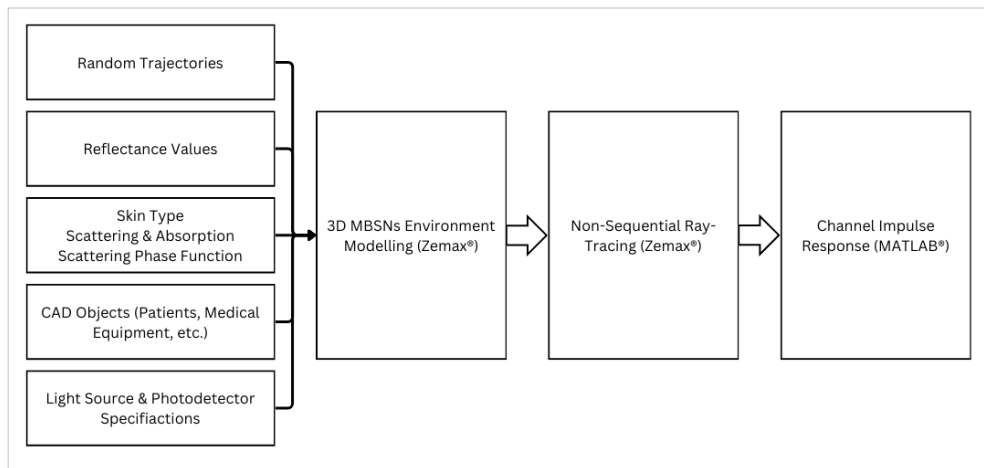 Random Trajectories
Reflectance Values
Skin Type
Scattering & Absorption
Scattering Phase Function
CAD Objects (Patients, Medical
Equipment, etc.)
Light Source & Photodetector
Specifiactions
3D MBSNs Environment
Modelling (Zemax®)
Non-Sequential Ray-
Tracing (Zemax®)
Channel Impulse
Response (MATLAB®)